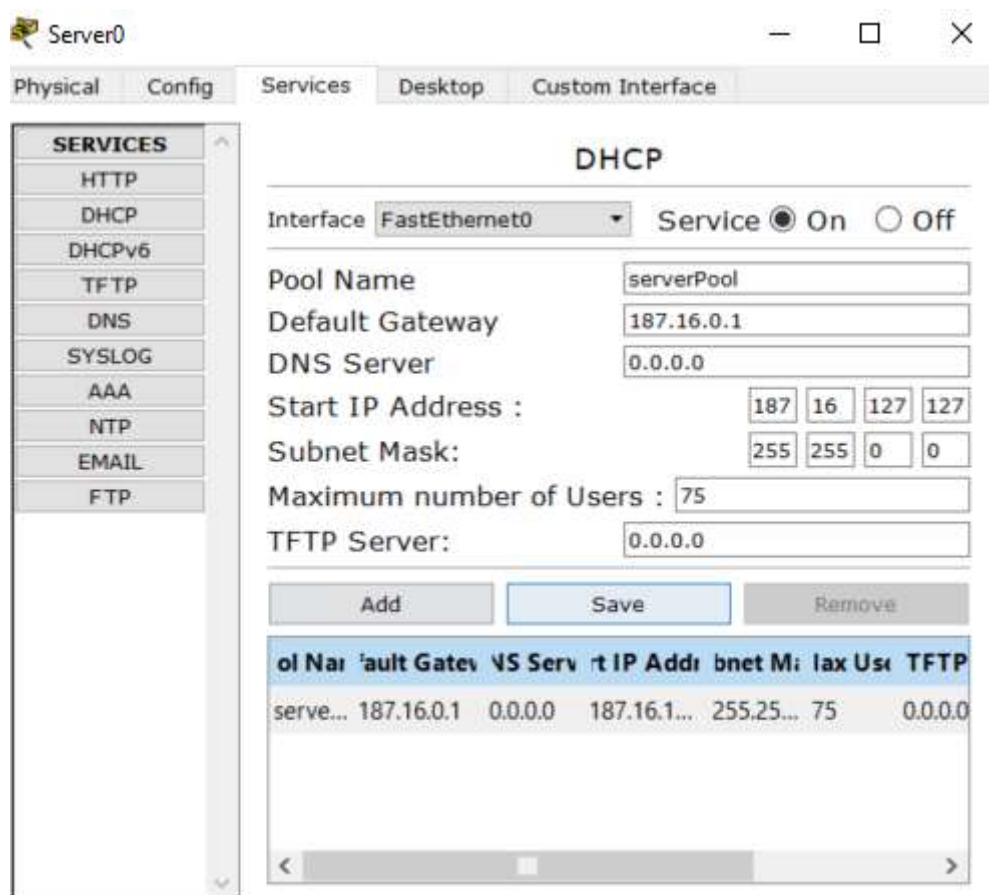 Server0
Physical Config Services Desktop Custom Interface
SERVICES
HTTP
DHCP
DHCPv6
TFTP
DNS
SYSLOG
AAA
NTP
EMAIL
FTP
DHCP
Interface FastEthernet0 Service On Off
Pool Name serverPool
Default Gateway 187.16.0.1
DNS Server 0.0.0.0
Start IP Address : 187 16 127 127
Subnet Mask: 255 255 0 0
Maximum number of Users : 75
TFTP Server: 0.0.0.0
Add Save Remove
ol Nar 'ault Gatev NS Serv rt IP Addr bnet Ma lax Use TFTP
serve... 187.16.0.1 0.0.0.0 187.16.1... 255.25... 75 0.0.0.0